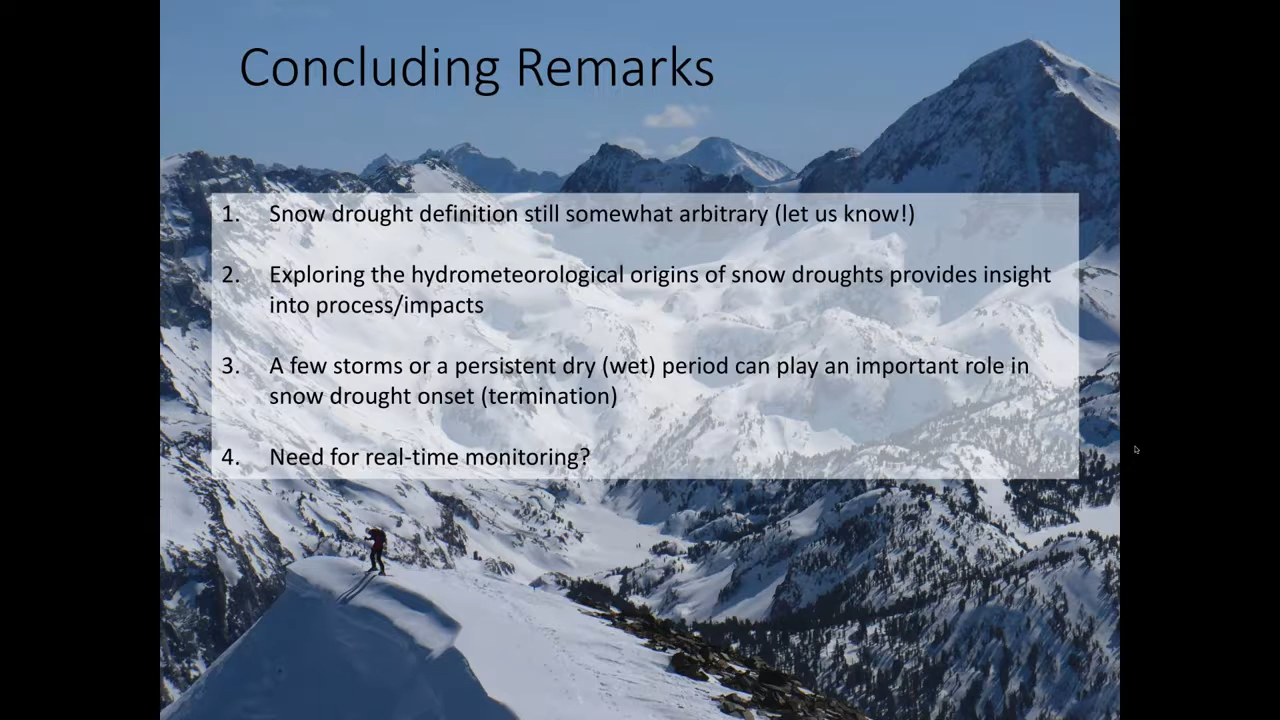 Concluding Remarks
1. Snow drought definition still somewhat arbitrary (let us know!)
2. Exploring the hydrometeorological origins of snow droughts provides insight
into process/impacts
3. A few storms or a persistent dry (wet) period can play an important role in
snow drought onset (termination)
4. Need for real-time monitoring?